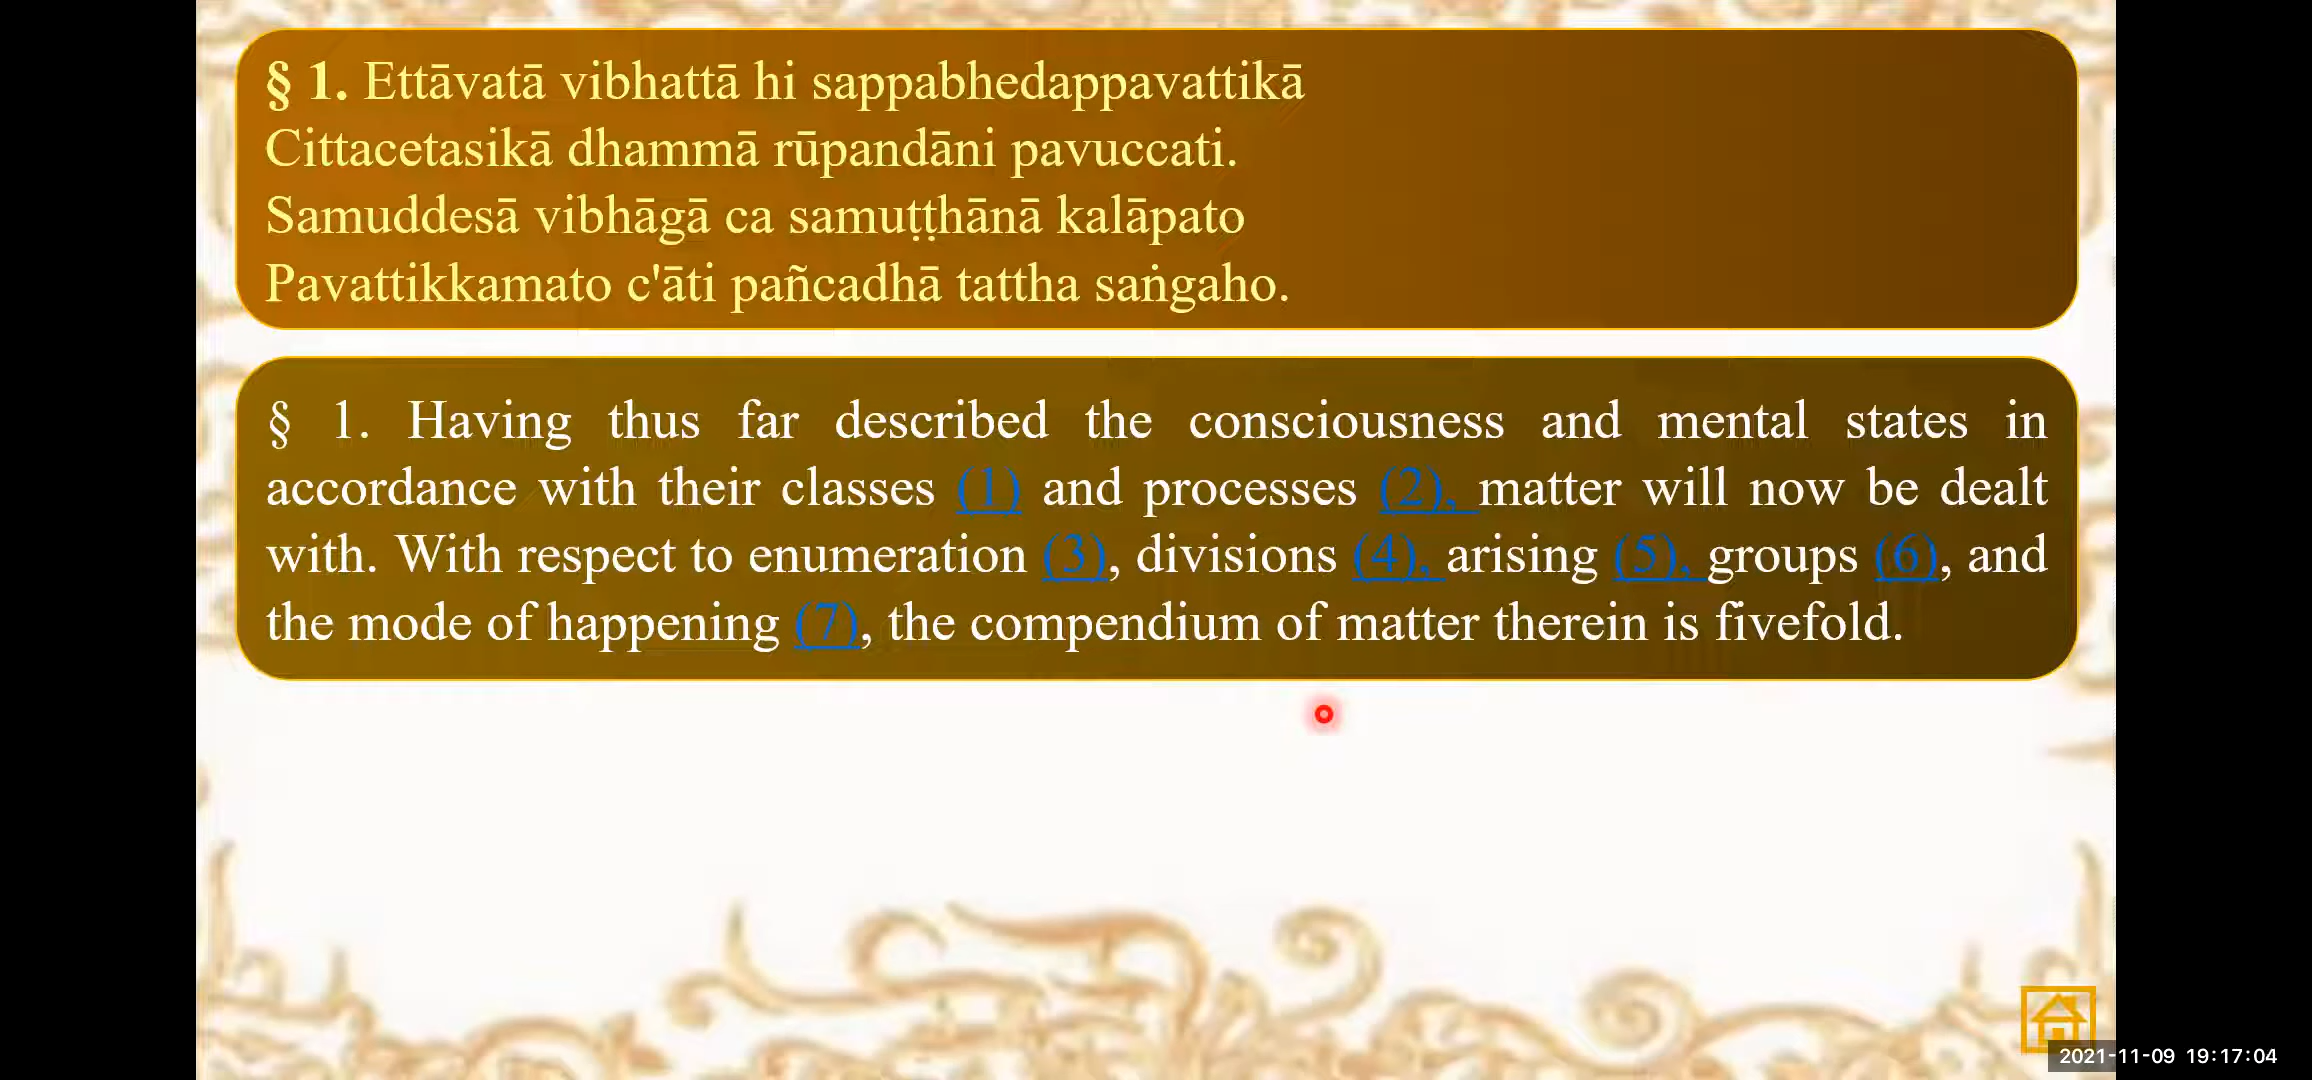 § 1. Ettāvatā vibhattā hi sappabhedappavattikā
Cittacetasikā dhammā rūpandāni pavuccati.
Samuddesā vibhāgā ca samuṭṭhānā kalāpato
Pavattikkamato c'āti pañcadhā tattha saṅgaho.
§ 1. Having thus far described the consciousness and mental states in
accordance with their classes (1) and processes (2), matter will now be dealt
with. With respect to enumeration (3), divisions (4), arising (5), groups (6), and
the mode of happening (7), the compendium of matter therein is fivefold.
2021-11-09 19:17:04